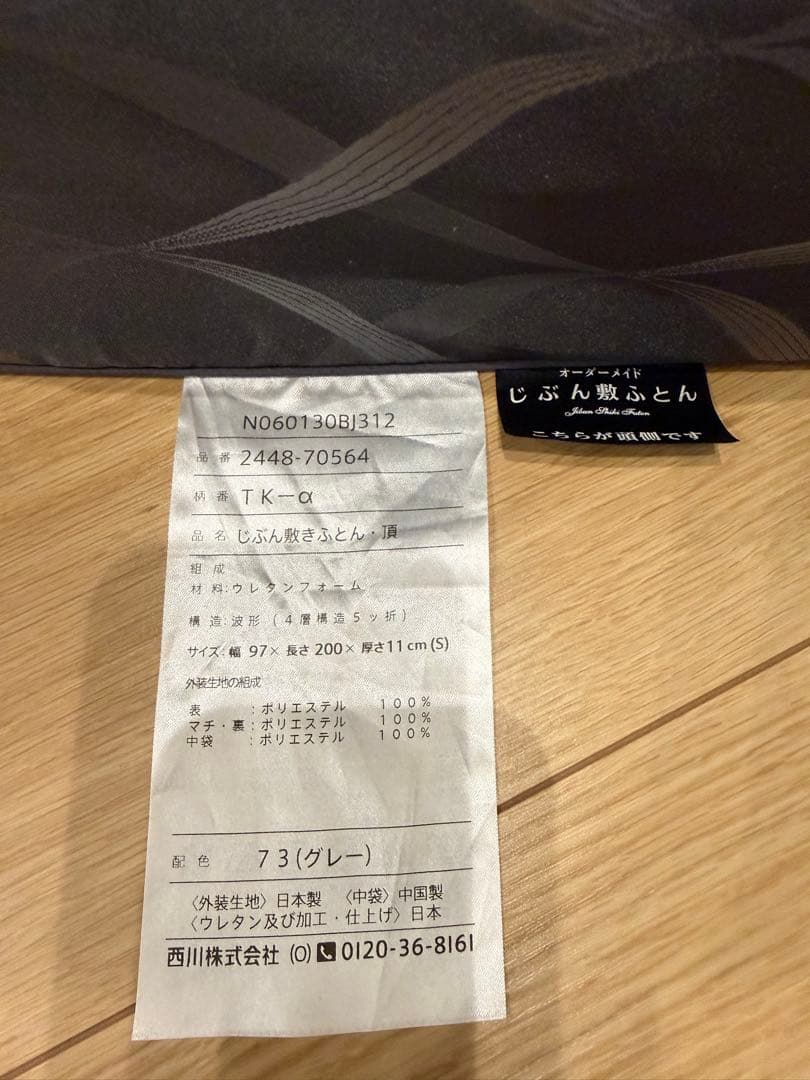 オーダーメイド
じぶん敷ふとん
Jibun Shiki Futon
こちらが頭側です
N060130BJ312
品番 2448-70564
柄番 TK-α
品名 じぶん敷きふとん・頂
組成
材料:ウレタンフォーム
構造:波形(4層構造5ッ折)
サイズ:幅 97× 長さ 200× 厚さ11cm(S)
外装生地の組成
表 :ポリエステル 100%
マチ・裏:ポリエステル 100%
中袋 :ポリエステル 100%
配色 73(グレー)
〈外装生地〉日本製 〈中袋〉中国製
〈ウレタン及び加工・仕上げ〉日本
西川株式会社 (O) 0120-36-8161